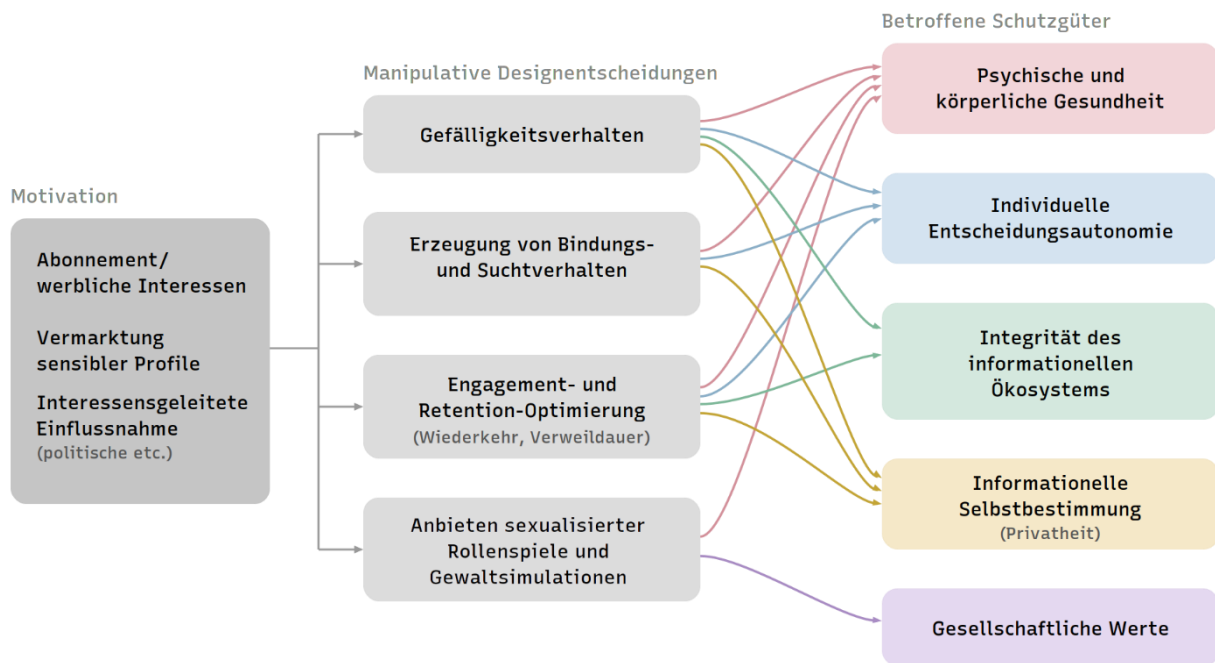 Motivation
Abonnement/
werbliche Interessen
Vermarktung
sensibler Profile
Interessensgeleitete
Einflussnahme
(politische etc.)
Manipulative Designentscheidungen
Gefälligkeitsverhalten
Erzeugung von Bindungs-
und Suchtverhalten
Engagement- und
Retention-Optimierung
(Wiederkehr, Verweildauer)
Anbieten sexualisierter
Rollenspiele und
Gewaltsimulationen
Betroffene Schutzgüter
Psychische und
körperliche Gesundheit
Individuelle
Entscheidungsautonomie
Integrität des
informationellen
Ökosystems
Informationelle
Selbstbestimmung
(Privatheit)
Gesellschaftliche Werte